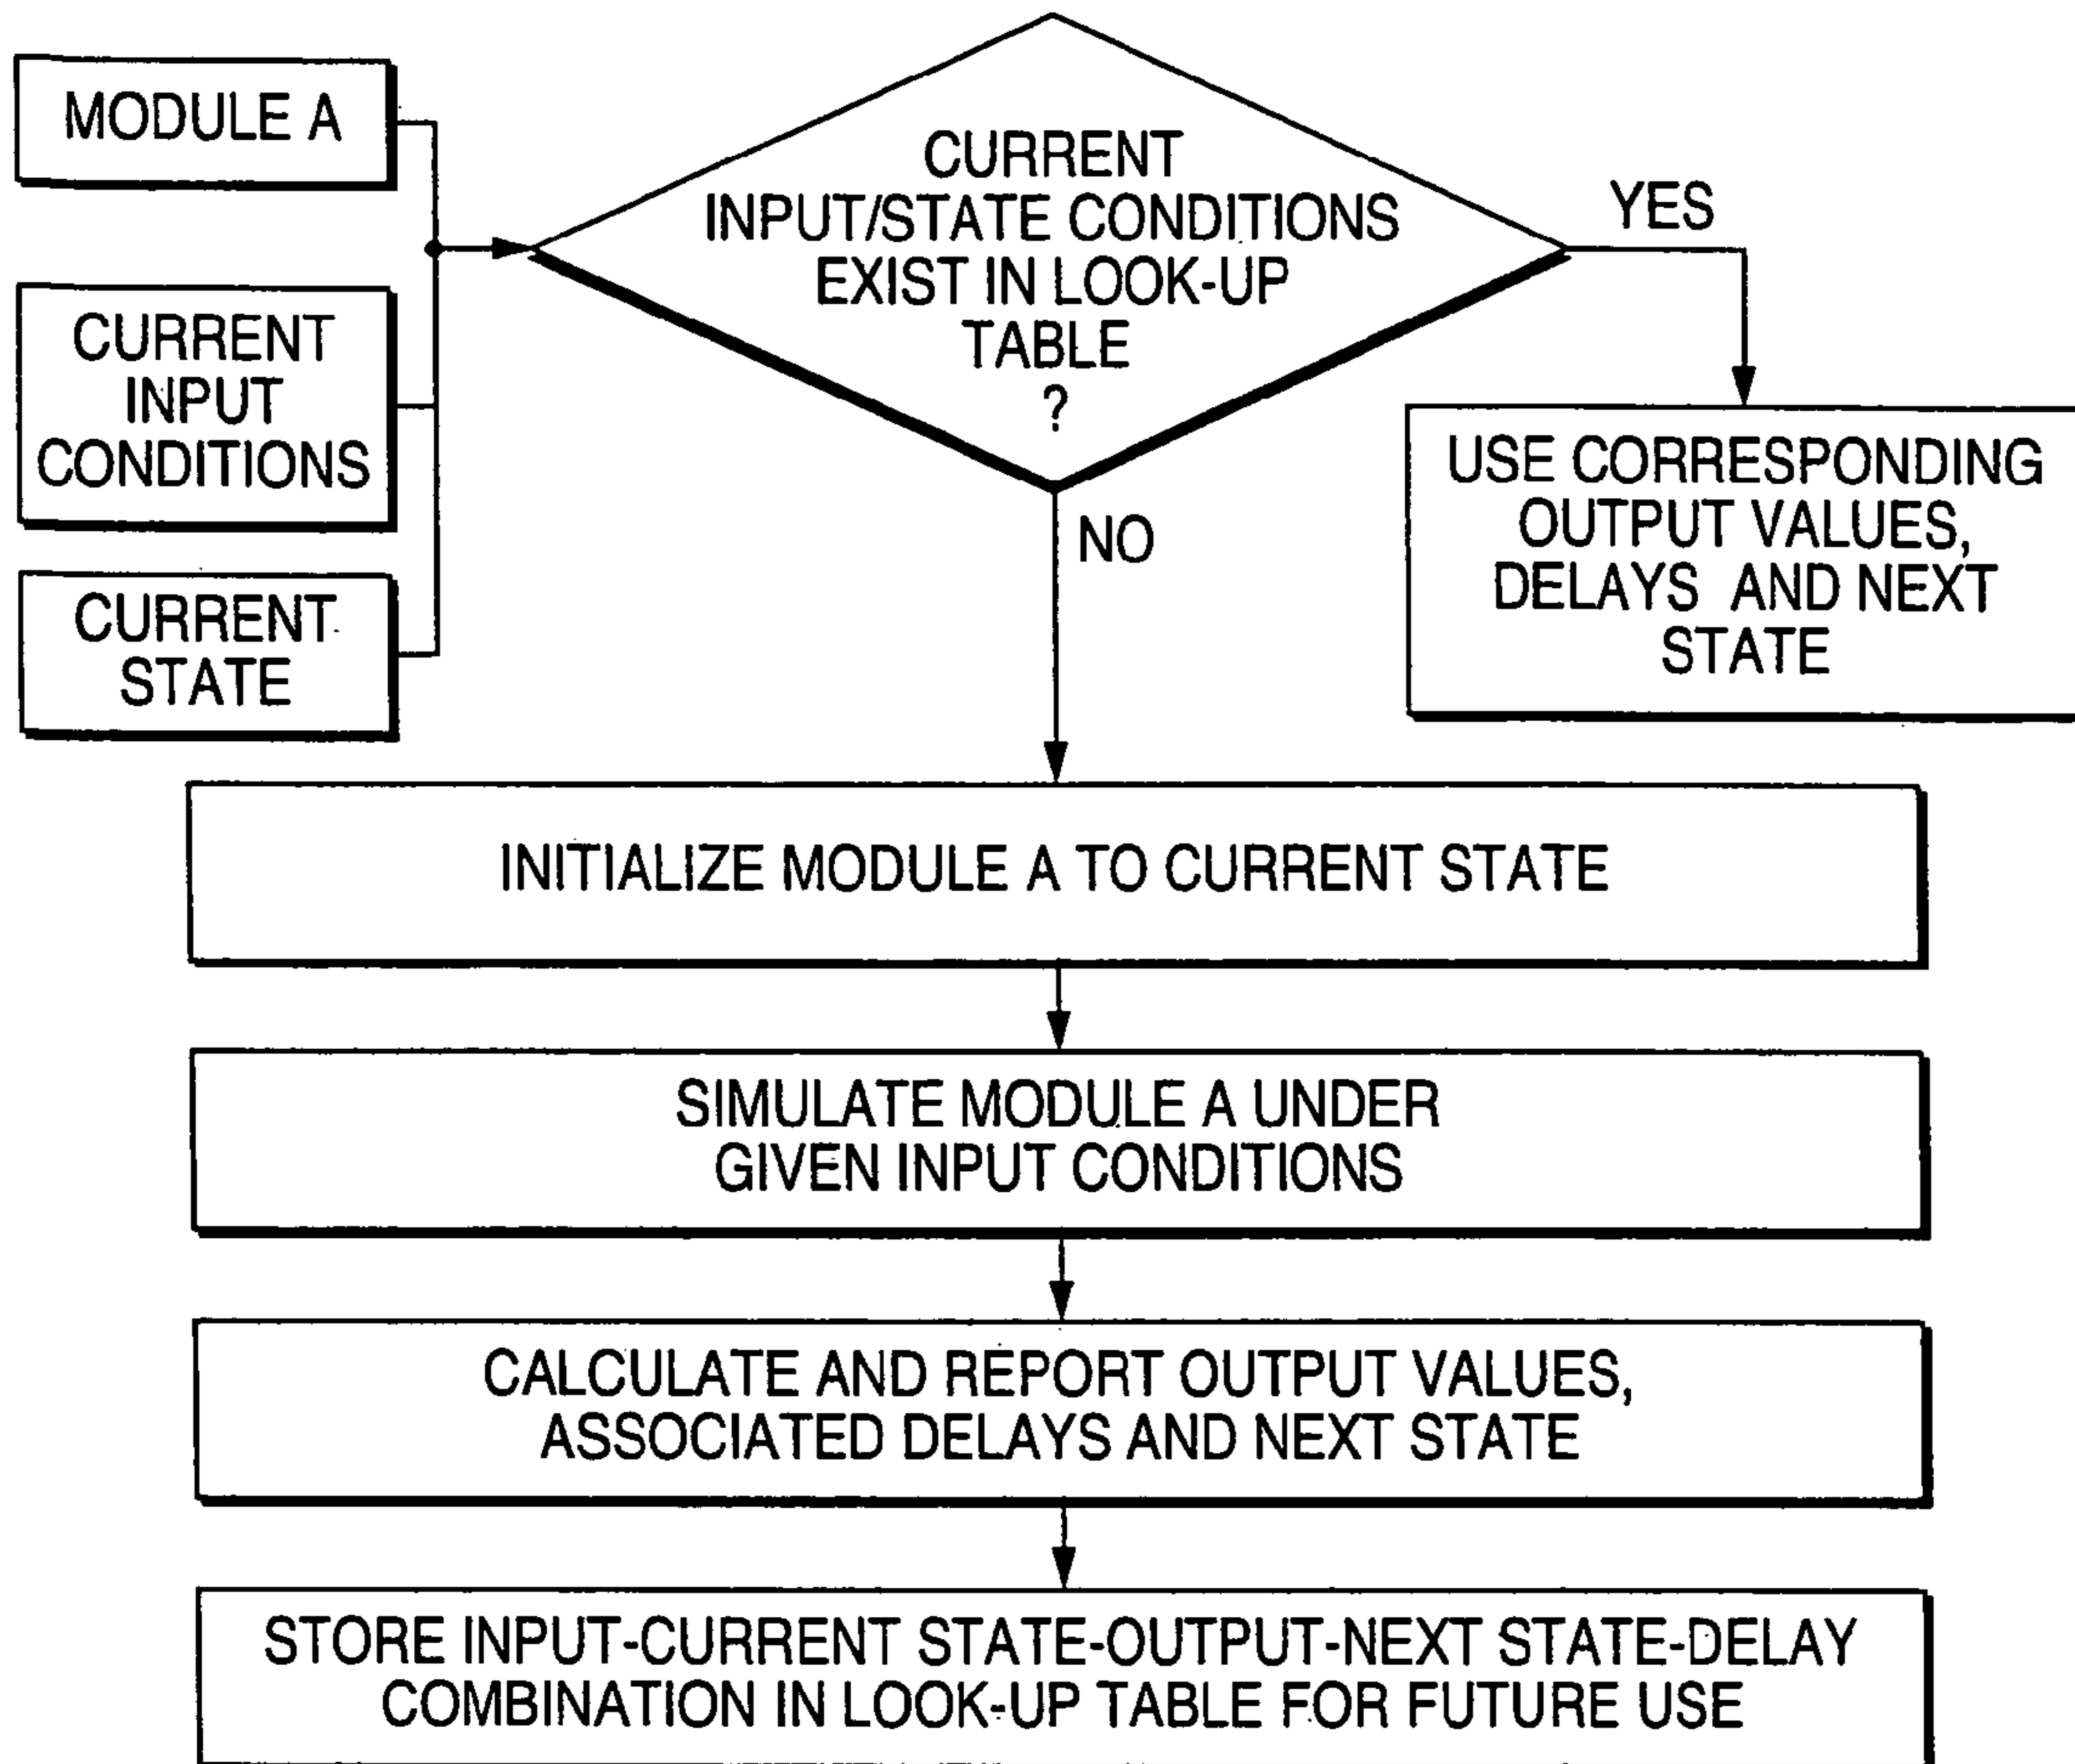 MODULE A
CURRENT
INPUT
CONDITIONS
CURRENT
STATE
CURRENT
INPUT/STATE CONDITIONS
EXIST IN LOOK-UP
TABLE
?
YES
NO
USE CORRESPONDING
OUTPUT VALUES,
DELAYS AND NEXT
STATE
INITIALIZE MODULE A TO CURRENT STATE
SIMULATE MODULE A UNDER
GIVEN INPUT CONDITIONS
CALCULATE AND REPORT OUTPUT VALUES,
ASSOCIATED DELAYS AND NEXT STATE
STORE INPUT-CURRENT STATE-OUTPUT-NEXT STATE-DELAY
COMBINATION IN LOOK-UP TABLE FOR FUTURE USE